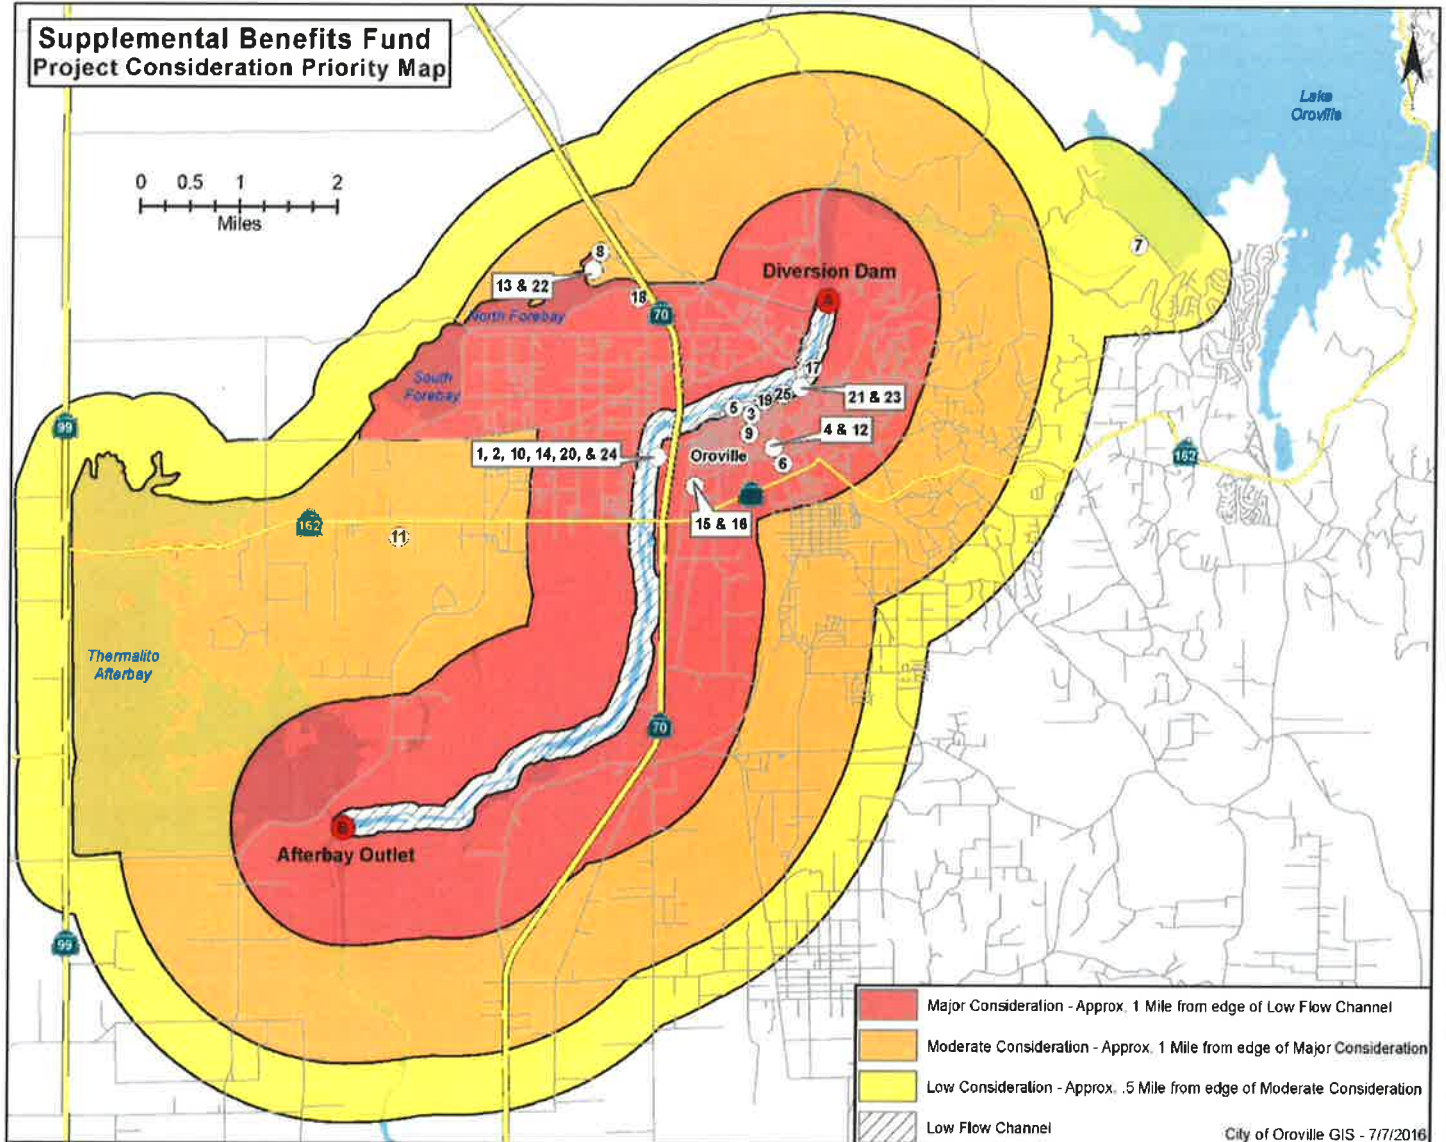 Supplemental Benefits Fund
Project Consideration Priority Map
0 0.5 1 2
Miles
Lake
Oroville
7
8
13 & 22
18
70
North Forebay
Diversion Dam
A
South
Forebay
17
21 & 23
25
19
5
3
9
4 & 12
6
1, 2, 10, 14, 20, & 24
Oroville
15 & 16
99
162
162
11
Thermalito
Afterbay
70
B
Afterbay Outlet
99
Major Consideration - Approx. 1 Mile from edge of Low Flow Channel
Moderate Consideration - Approx. 1 Mile from edge of Major Consideration
Low Consideration - Approx. .5 Mile from edge of Moderate Consideration
Low Flow Channel
City of Oroville GIS - 7/7/2016